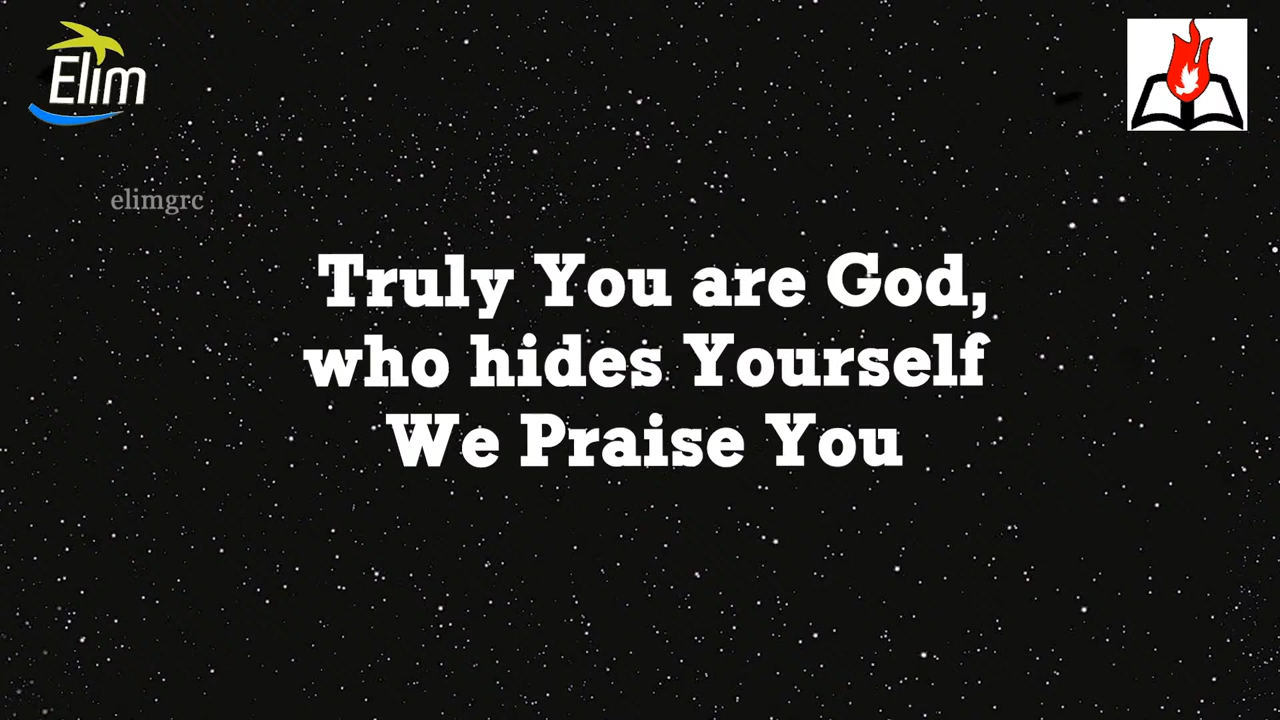 Elim
elimgrc
Truly You are God,
who hides Yourself
We Praise You